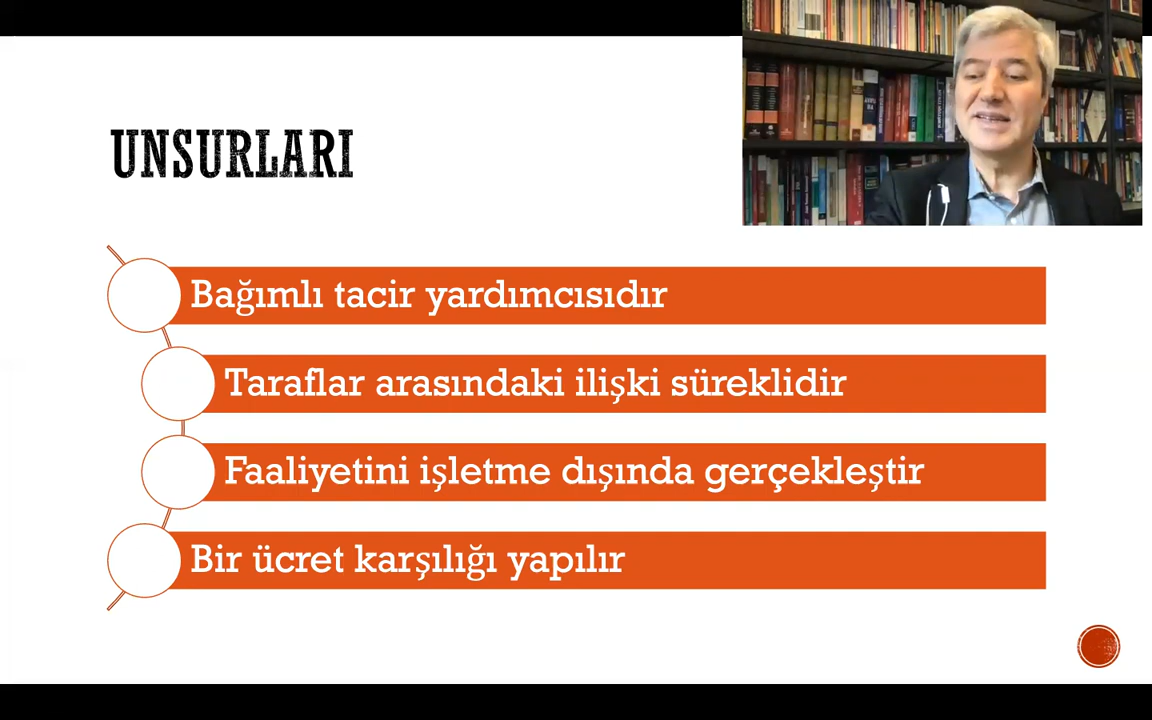 UNSURLARI
Bağımlı tacir yardımcısıdır
Taraflar arasındaki ilişki süreklidir
Faaliyetini işletme dışında gerçekleştir
Bir ücret karşılığı yapılır